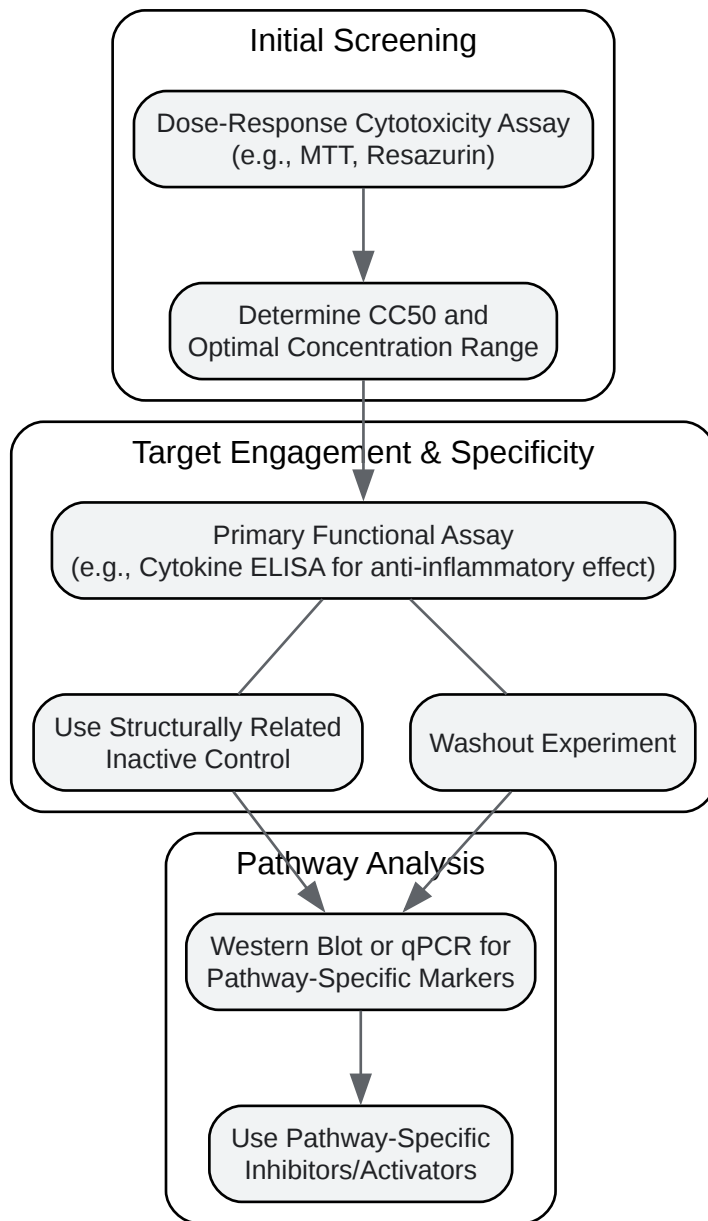 Initial Screening
Dose-Response Cytotoxicity Assay
(e.g., MTT, Resazurin)
Determine CC50 and
Optimal Concentration Range
Target Engagement & Specificity
Primary Functional Assay
(e.g., Cytokine ELISA for anti-inflammatory effect)
Use Structurally Related
Inactive Control
Washout Experiment
Pathway Analysis
Western Blot or qPCR for
Pathway-Specific Markers
Use Pathway-Specific
Inhibitors/Activators